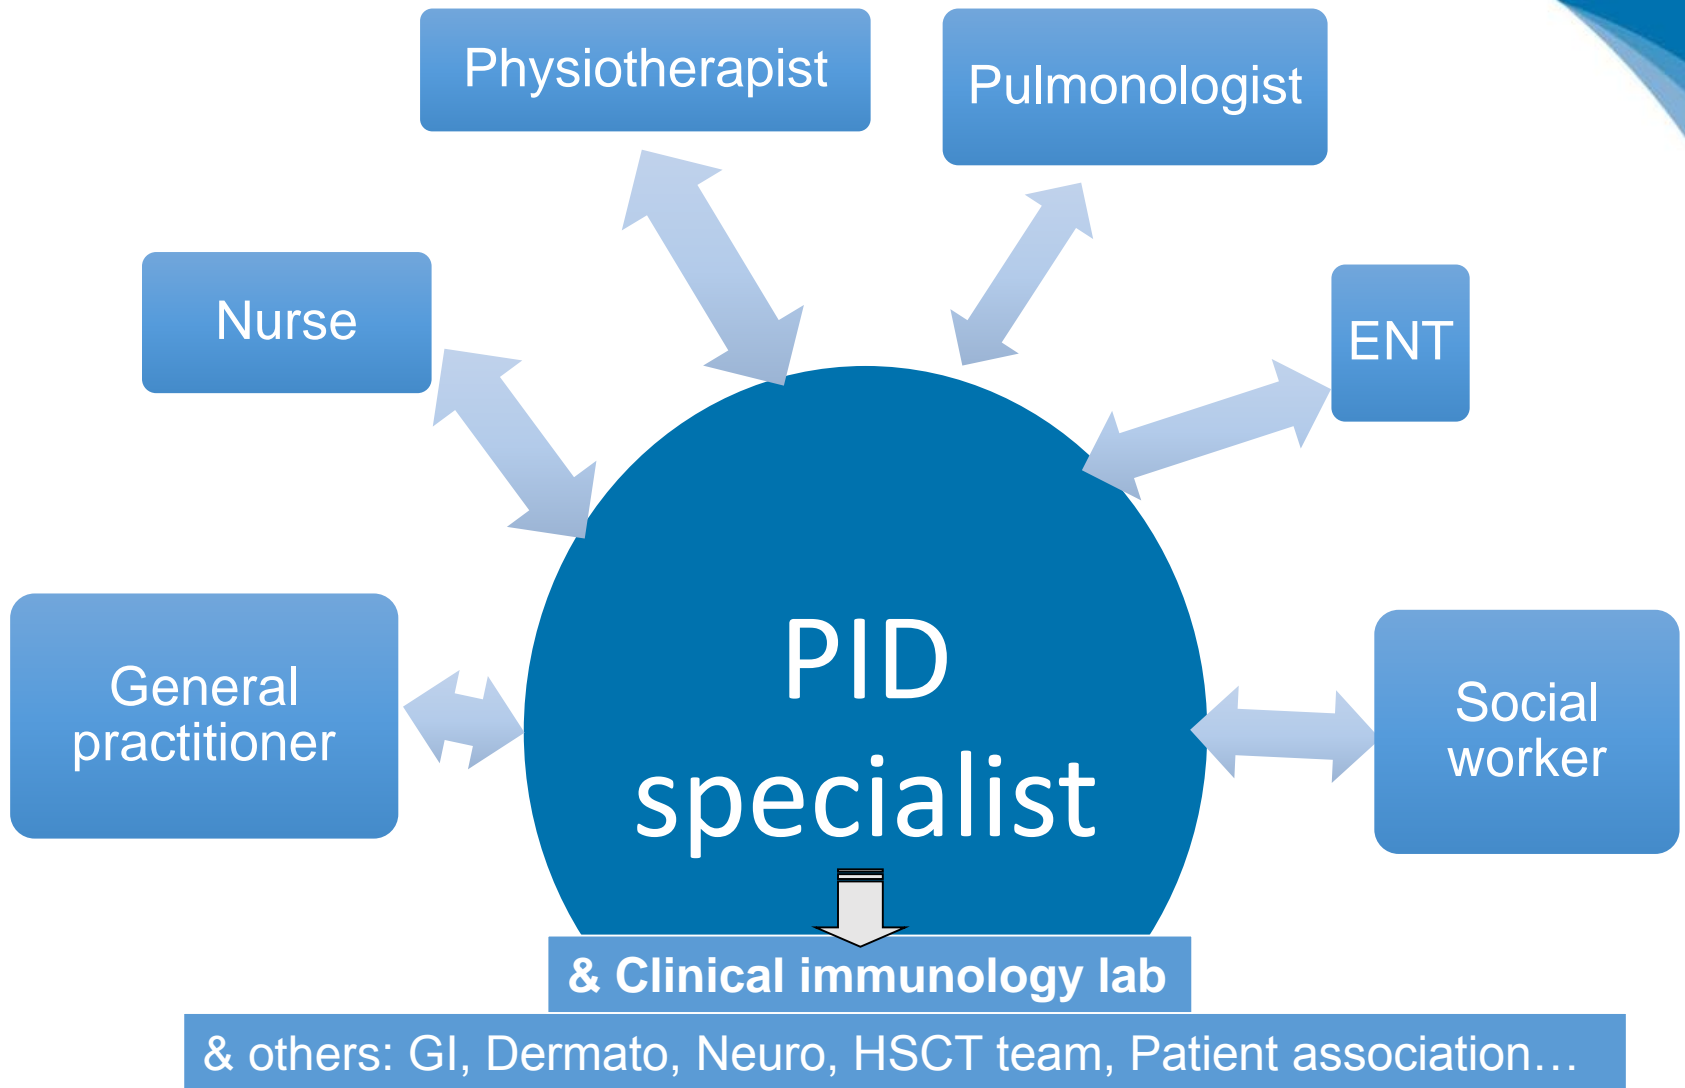 Physiotherapist
Pulmonologist
Nurse
ENT
General
practitioner
PID
specialist
Social
worker
& Clinical immunology lab
& others: GI, Dermato, Neuro, HSCT team, Patient association…